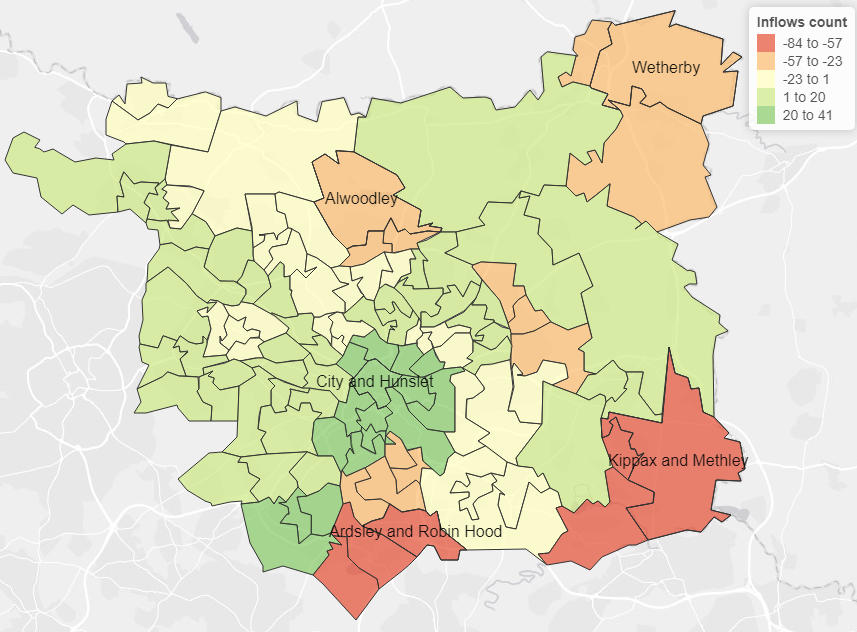 Inflows count
-84 to -57
-57 to -23
-23 to 1
1 to 20
20 to 41
Wetherby
Alwoodley
City and Hunslet
Kippax and Methley
Ardsley and Robin Hood